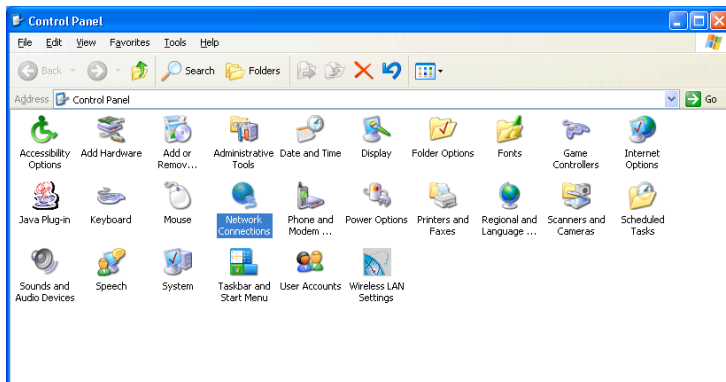 Control Panel
File Edit View Favorites Tools Help
Back Search Folders
Address Control Panel Go
Accessibility Options
Add Hardware
Add or Remov...
Administrative Tools
Date and Time
Display
Folder Options
Fonts
Game Controllers
Internet Options
Java Plug-in
Keyboard
Mouse
Network Connections
Phone and Modem ...
Power Options
Printers and Faxes
Regional and Language ...
Scanners and Cameras
Scheduled Tasks
Sounds and Audio Devices
Speech
System
Taskbar and Start Menu
User Accounts
Wireless LAN Settings